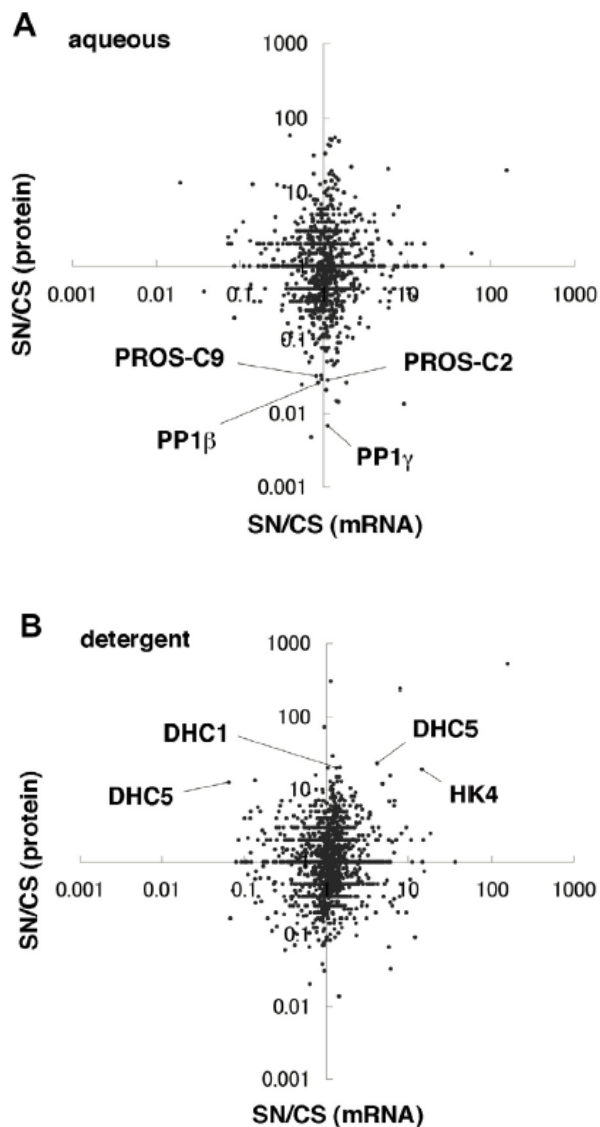 A
aqueous
1000
100
10
1
0.1
0.01
0.001
0.001 0.01 0.1 10 100 1000
SN/CS (protein)
PROS-C9
PROS-C2
PP1β
PP1γ
SN/CS (mRNA)
B
detergent
1000
100
10
1
0.1
0.01
0.001
0.001 0.01 0.1 1 10 100 1000
SN/CS (protein)
DHC1
DHC5
DHC5
HK4
SN/CS (mRNA)